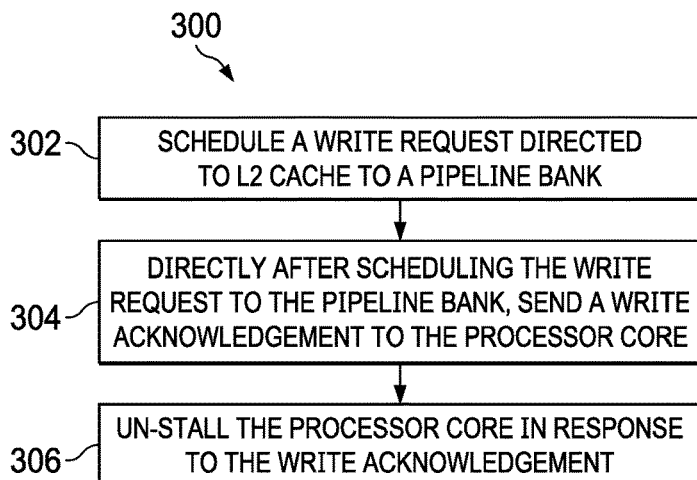 300
302
SCHEDULE A WRITE REQUEST DIRECTED
TO L2 CACHE TO A PIPELINE BANK
304
DIRECTLY AFTER SCHEDULING THE WRITE
REQUEST TO THE PIPELINE BANK, SEND A WRITE
ACKNOWLEDGEMENT TO THE PROCESSOR CORE
306
UN-STALL THE PROCESSOR CORE IN RESPONSE
TO THE WRITE ACKNOWLEDGEMENT